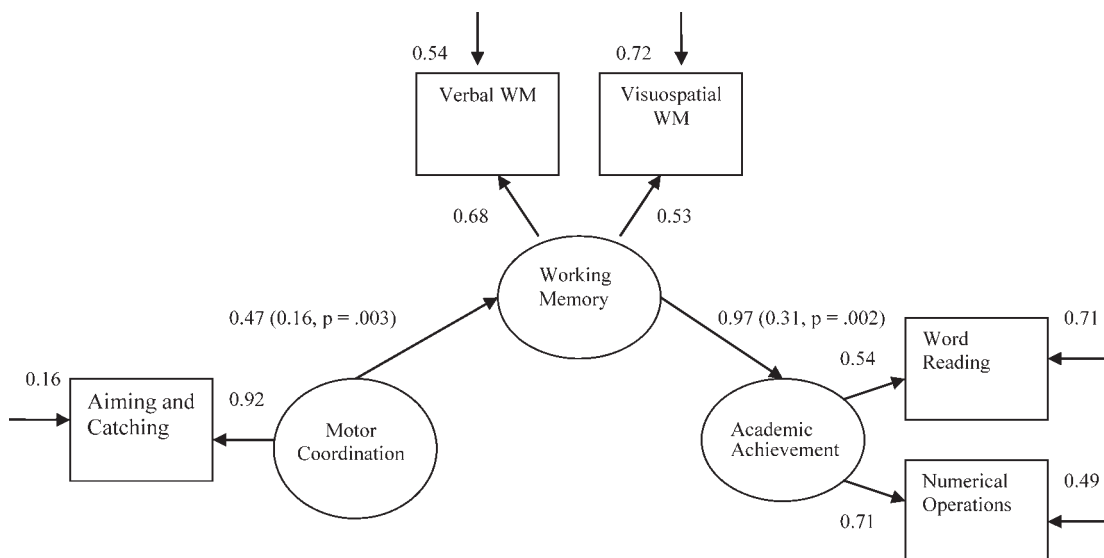 0.54
0.72
Verbal WM
Visuospatial
WM
0.68
0.53
Working
Memory
0.47 (0.16, p = .003)
0.97 (0.31, p = .002)
0.71
Word
Reading
0.54
0.16
Aiming and
Catching
0.92
Motor
Coordination
Academic
Achievement
Numerical
Operations
0.49
0.71